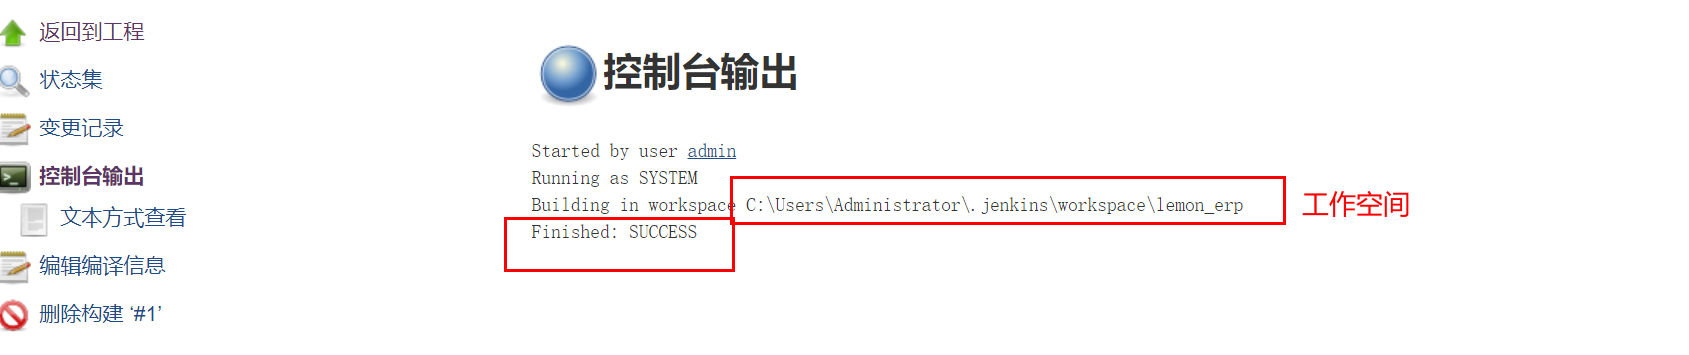 返回到工程
状态集
变更记录
控制台输出
文本方式查看
编辑编译信息
删除构建 ‘#1’
控制台输出
Started by user admin
Running as SYSTEM
Building in workspace C:\Users\Administrator\.jenkins\workspace\lemon_erp
工作空间
Finished: SUCCESS